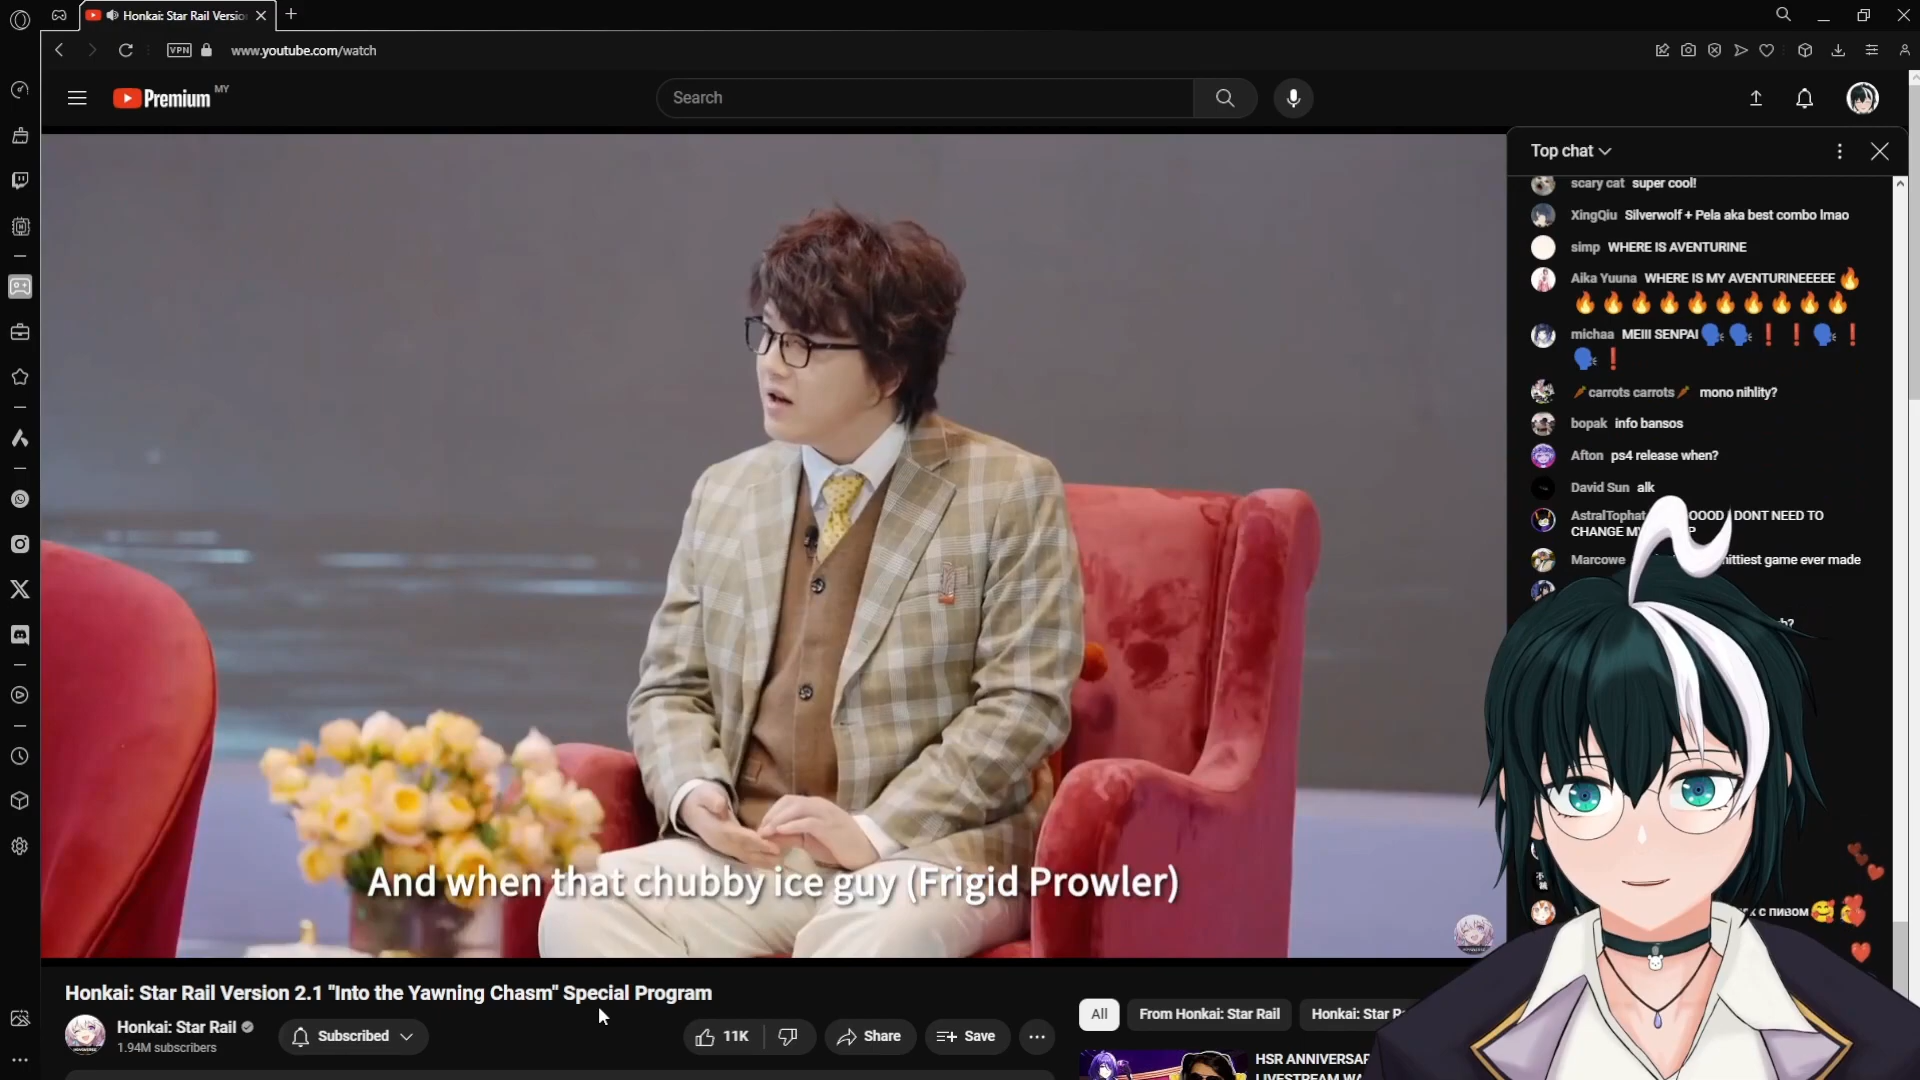 Honkai: Star Rail Versio
VPN
www.youtube.com/watch
Premium MY
Search
Top chat
scary cat super cool!
XingQiu Silverwolf + Pela aka best combo lmao
simp WHERE IS AVENTURINE
Aika Yuuna WHERE IS MY AVENTURINEEEEE 🔥
🔥🔥🔥🔥🔥🔥🔥🔥🔥🔥
michaa MEIII SENPAI 🗣️🗣️❗❗🗣️❗
🗣️❗
🥕carrots carrots🥕 mono nihlity?
bopak info bansos
Afton ps4 release when?
David Sun alk
AstralTophat OOOD I DONT NEED TO
CHANGE
Marcowe game ever made
с пивом 🥰
And when that chubby ice guy (Frigid Prowler)
Honkai: Star Rail Version 2.1 "Into the Yawning Chasm" Special Program
Honkai: Star Rail
1.94M subscribers
Subscribed
11K
Share
Save
All
From Honkai: Star Rail
Honkai: Star
HSR ANNIVERSAR
LIVESTREAM WA